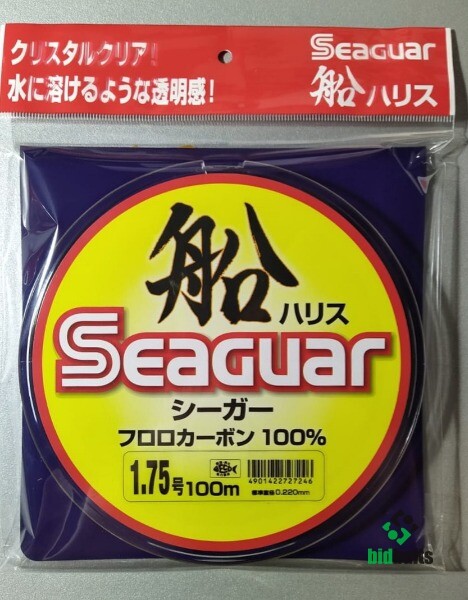 クリスタルクリア!
水に溶けるような透明感!
Seaguar
船ハリス
船
ハリス
Seaguar
シーガー
フロロカーボン 100%
1.75号100m
4901422727246
標準直径0.220mm
bidbaits